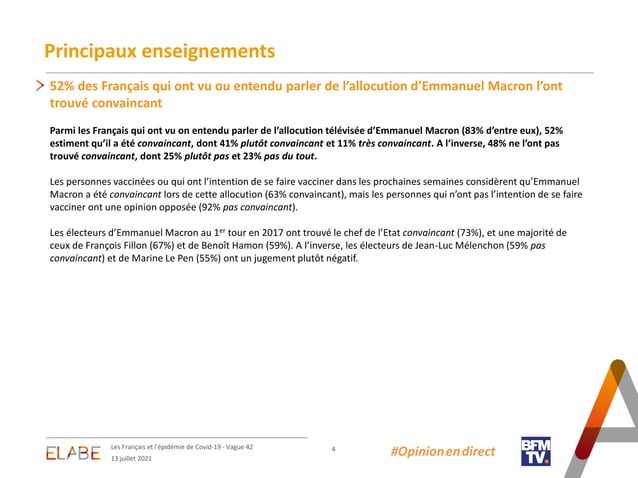 Principaux enseignements
52% des Français qui ont vu ou entendu parler de l’allocution d’Emmanuel Macron l’ont
trouvé convaincant
Parmi les Français qui ont vu on entendu parler de l’allocution télévisée d’Emmanuel Macron (83% d’entre eux), 52%
estiment qu’il a été convaincant, dont 41% plutôt convaincant et 11% très convaincant. A l’inverse, 48% ne l’ont pas
trouvé convaincant, dont 25% plutôt pas et 23% pas du tout.
Les personnes vaccinées ou qui ont l’intention de se faire vacciner dans les prochaines semaines considèrent qu’Emmanuel
Macron a été convaincant lors de cette allocution (63% convaincant), mais les personnes qui n’ont pas l’intention de se faire
vacciner ont une opinion opposée (92% pas convaincant).
Les électeurs d’Emmanuel Macron au 1er tour en 2017 ont trouvé le chef de l’Etat convaincant (73%), et une majorité de
ceux de François Fillon (67%) et de Benoît Hamon (59%). A l’inverse, les électeurs de Jean-Luc Mélenchon (59% pas
convaincant) et de Marine Le Pen (55%) ont un jugement plutôt négatif.
ELABE
Les Français et l’épidémie de Covid-19 - Vague 42
13 juillet 2021
4
#Opinionendirect
BFM
TV.